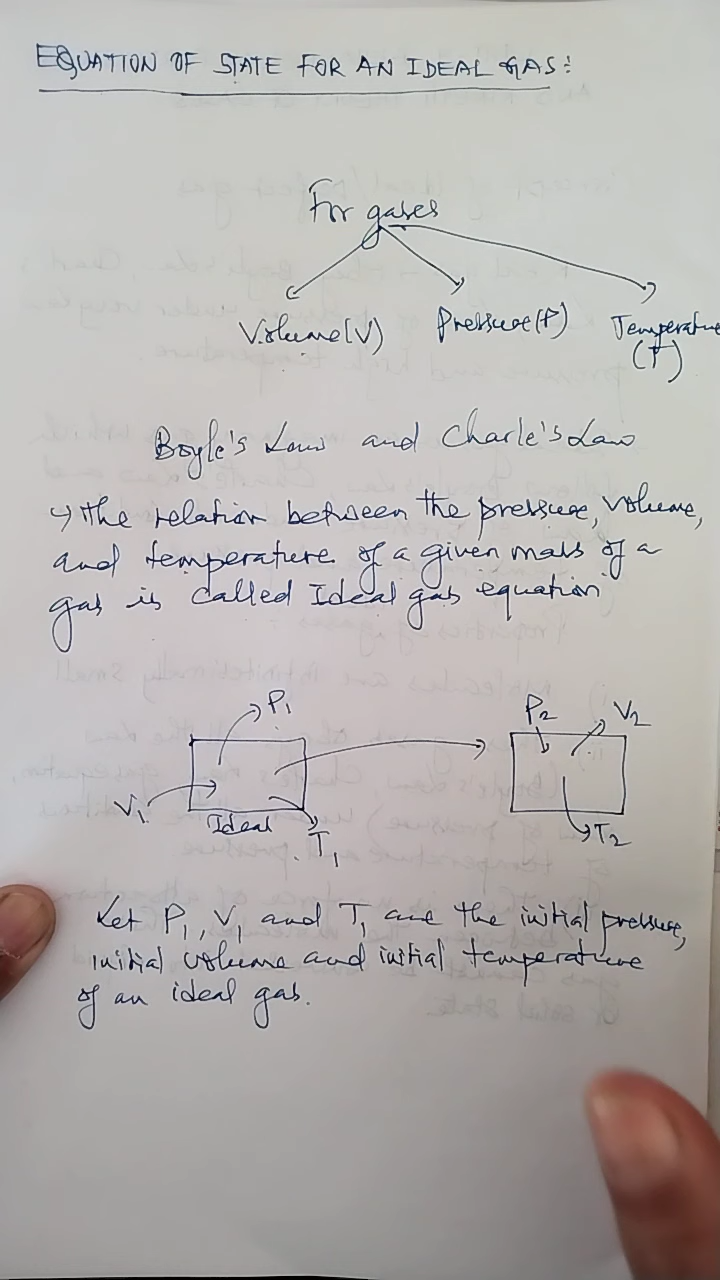 EQUATION OF STATE FOR AN IDEAL GAS:
For gases
Volume(V) Pressure(P) Temperature
(T)
Boyle's Law and Charle's Law
↳ The relation between the pressure, volume,
and temperature of a given mass of a
gas is called Ideal gas equation
P₁ P₂ V₂
V₁ Ideal T₁ T₂
Let P₁, V₁ and T₁ are the initial pressure,
initial volume and initial temperature
of an ideal gas.